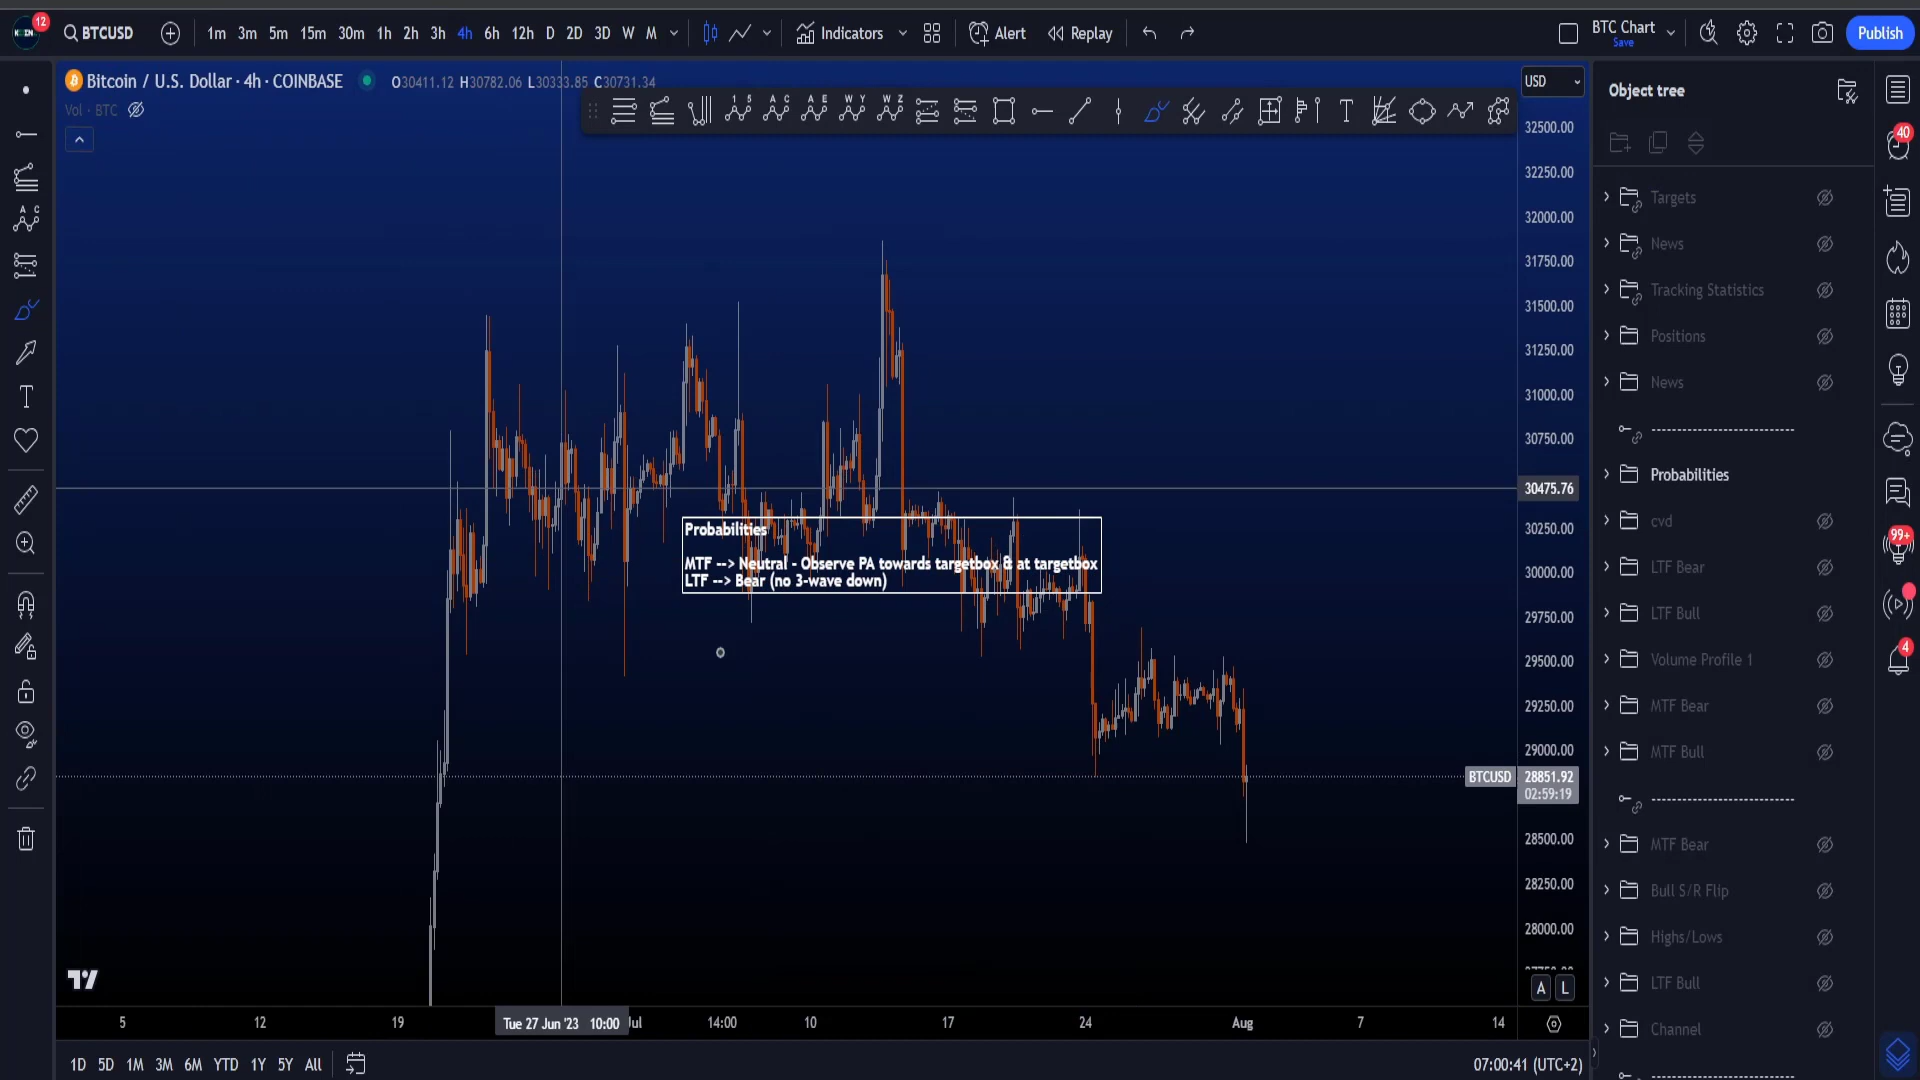 12
BTCUSD
1m 3m 5m 15m 30m 1h 2h 3h 4h 6h 12h D 2D 3D W M
Indicators
Alert
Replay
BTC Chart
Save
Publish
Bitcoin / U.S. Dollar · 4h · COINBASE
O30411.12 H30782.06 L30333.85 C30731.34
Vol · BTC
USD
32500.00
32250.00
32000.00
31750.00
31500.00
31250.00
31000.00
30750.00
30475.76
30250.00
30000.00
29750.00
29500.00
29250.00
29000.00
BTCUSD 28851.92
02:59:19
28500.00
28250.00
28000.00
A L
Probabilities
MTF --> Neutral - Observe PA towards targetbox & at targetbox
LTF --> Bear (no 3-wave down)
5 12 19 Tue 27 Jun '23 10:00 Jul 14:00 10 17 24 Aug 7 14
1D 5D 1M 3M 6M YTD 1Y 5Y All
07:00:41 (UTC+2)
Object tree
Targets
News
Tracking Statistics
Positions
News
----------------------------
Probabilities
cvd
LTF Bear
LTF Bull
Volume Profile 1
MTF Bear
MTF Bull
----------------------------
MTF Bear
Bull S/R Flip
Highs/Lows
LTF Bull
Channel
40
99+
4